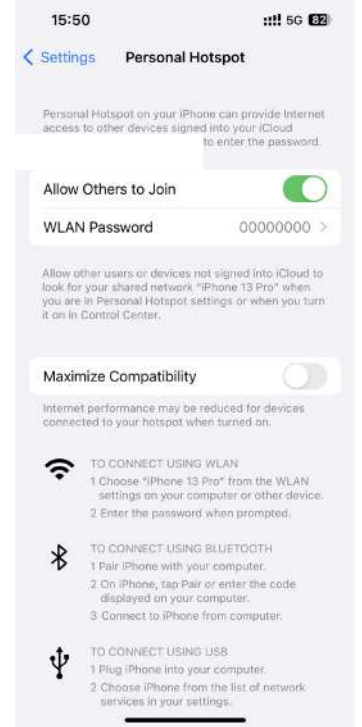 15:50
5G 82
Settings Personal Hotspot
Personal Hotspot on your iPhone can provide Internet
access to other devices signed into your iCloud
to enter the password.
Allow Others to Join
WLAN Password 00000000
Allow other users or devices not signed into iCloud to
look for your shared network "iPhone 13 Pro" when
you are in Personal Hotspot settings or when you turn
it on in Control Center.
Maximize Compatibility
Internet performance may be reduced for devices
connected to your hotspot when turned on.
TO CONNECT USING WLAN
1 Choose "iPhone 13 Pro" from the WLAN
settings on your computer or other device.
2 Enter the password when prompted.
TO CONNECT USING BLUETOOTH
1 Pair iPhone with your computer.
2 On iPhone, tap Pair or enter the code
displayed on your computer.
3 Connect to iPhone from computer.
TO CONNECT USING USB
1 Plug iPhone into your computer.
2 Choose iPhone from the list of network
services in your settings.